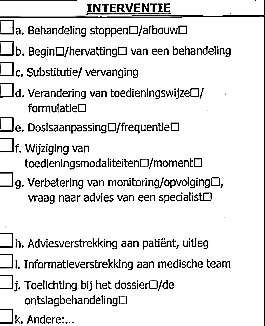 INTERVENTIE
☐a. Behandeling stoppen☐/afbouw☐
☐b. Begin☐/hervatting☐ van een behandeling
☐c. Substitutie/ vervanging
☐d. Verandering van toedieningswijze☐/
formulatie☐
☐e. Dosisaanpassing☐/frequentie☐
☐f. Wijziging van
toedieningsmodaliteiten☐/moment☐
☐g. Verbetering van monitoring/opvolging☐,
vraag naar advies van een specialist☐
☐h. Adviesverstrekking aan patiënt, uitleg
☐i. Informatieverstrekking aan medische team
☐j. Toelichting bij het dossier☐/de
ontslagbehandeling☐
☐k. Andere:...